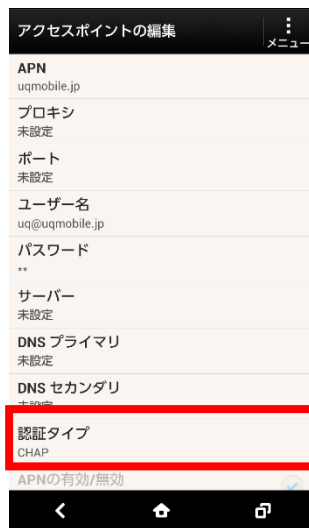 アクセスポイントの編集
メニュー
APN
uqmobile.jp
プロキシ
未設定
ポート
未設定
ユーザー名
uq@uqmobile.jp
パスワード
**
サーバー
未設定
DNS プライマリ
未設定
DNS セカンダリ
未設定
認証タイプ
CHAP
APNの有効/無効